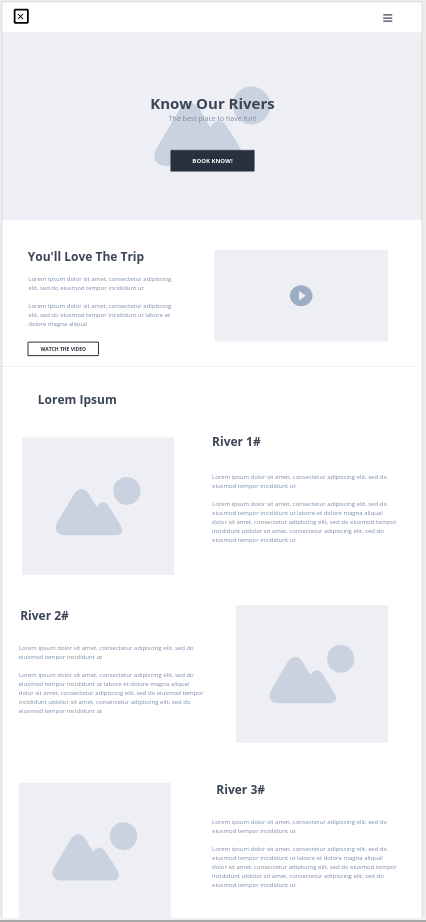 Know Our Rivers
The best place to have fun!
BOOK KNOW!
You'll Love The Trip
Lorem ipsum dolor sit amet, consectetur adipiscing
elit, sed do eiusmod tempor incididunt ut
Lorem ipsum dolor sit amet, consectetur adipiscing
elit, sed do eiusmod tempor incididunt ut labore et
dolore magna aliqual
WATCH THE VIDEO
Lorem Ipsum
River 1#
Lorem ipsum dolor sit amet, consectetur adipiscing elit, sed do
eiusmod tempor incididunt ut
Lorem ipsum dolor sit amet, consectetur adipiscing elit, sed do
eiusmod tempor incididunt ut labore et dolore magna aliqual
dolor sit amet, consectetur adipiscing elit, sed do eiusmod tempor
incididunt utdolor sit amet, consectetur adipiscing elit, sed do
eiusmod tempor incididunt ut
River 2#
Lorem ipsum dolor sit amet, consectetur adipiscing elit, sed do
eiusmod tempor incididunt ut
Lorem ipsum dolor sit amet, consectetur adipiscing elit, sed do
eiusmod tempor incididunt ut labore et dolore magna aliqual
dolor sit amet, consectetur adipiscing elit, sed do eiusmod tempor
incididunt utdolor sit amet, consectetur adipiscing elit, sed do
eiusmod tempor incididunt ut
River 3#
Lorem ipsum dolor sit amet, consectetur adipiscing elit, sed do
eiusmod tempor incididunt ut
Lorem ipsum dolor sit amet, consectetur adipiscing elit, sed do
eiusmod tempor incididunt ut labore et dolore magna aliqual
dolor sit amet, consectetur adipiscing elit, sed do eiusmod tempor
incididunt utdolor sit amet, consectetur adipiscing elit, sed do
eiusmod tempor incididunt ut